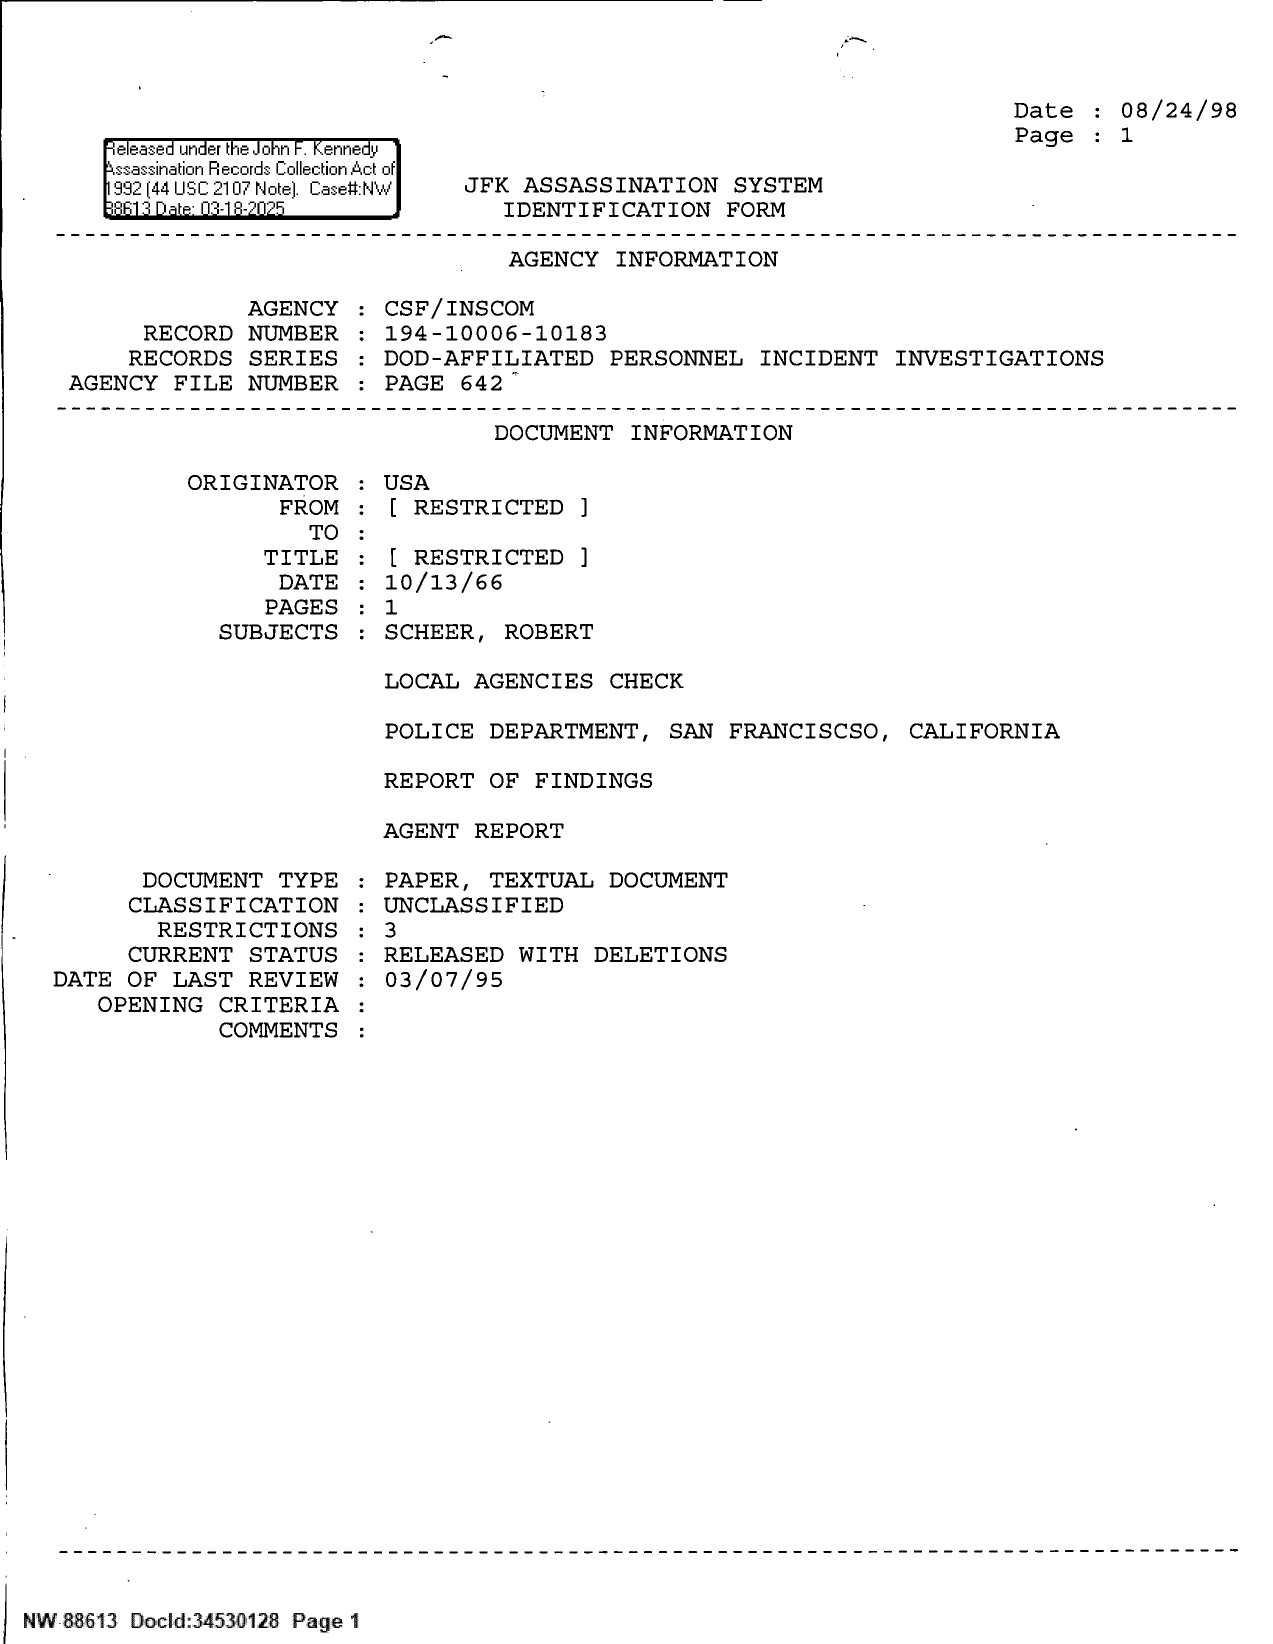 Date : 08/24/98
Page : 1
Released under the John F. Kennedy
Assassination Records Collection Act of
1992 (44 USC 2107 Note). Case#:NW
88613 Date: 03-18-2025
JFK ASSASSINATION SYSTEM
IDENTIFICATION FORM
AGENCY INFORMATION
AGENCY : CSF/INSCOM
RECORD NUMBER : 194-10006-10183
RECORDS SERIES : DOD-AFFILIATED PERSONNEL INCIDENT INVESTIGATIONS
AGENCY FILE NUMBER : PAGE 642
DOCUMENT INFORMATION
ORIGINATOR : USA
FROM : [ RESTRICTED ]
TO :
TITLE : [ RESTRICTED ]
DATE : 10/13/66
PAGES : 1
SUBJECTS : SCHEER, ROBERT
LOCAL AGENCIES CHECK
POLICE DEPARTMENT, SAN FRANCISCSO, CALIFORNIA
REPORT OF FINDINGS
AGENT REPORT
DOCUMENT TYPE : PAPER, TEXTUAL DOCUMENT
CLASSIFICATION : UNCLASSIFIED
RESTRICTIONS : 3
CURRENT STATUS : RELEASED WITH DELETIONS
DATE OF LAST REVIEW : 03/07/95
OPENING CRITERIA :
COMMENTS :
NW 88613 DocId:34530128 Page 1